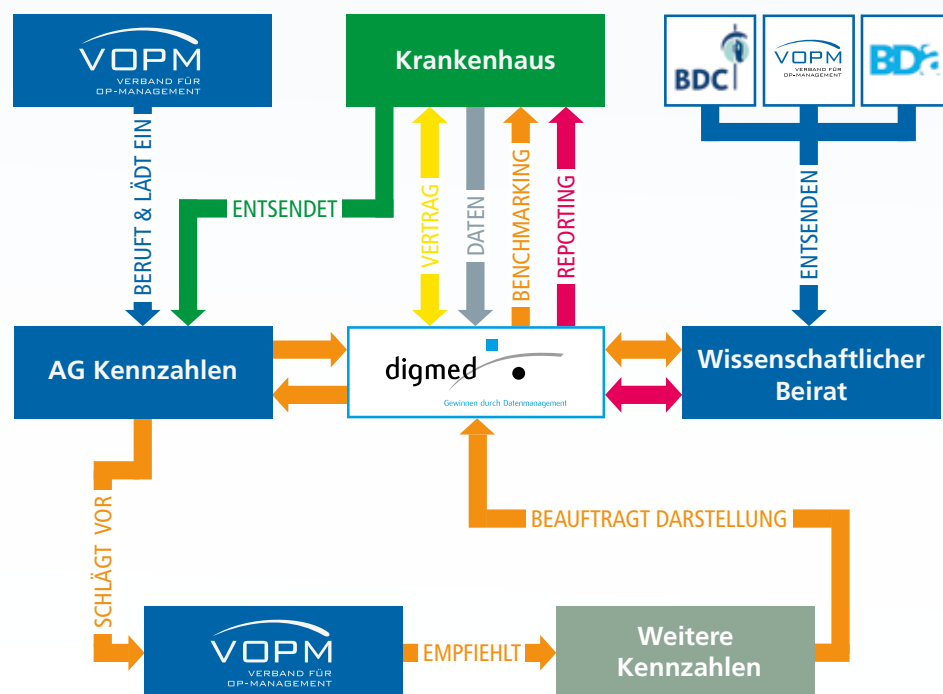 VOPM
VERBAND FÜR
OP-MANAGEMENT
Krankenhaus
BDC
VOPM
VERBAND FÜR
OP-MANAGEMENT
BDA
BERUFT & LÄDT EIN
ENTSENDET
VERTRAG
DATEN
BENCHMARKING
REPORTING
ENTSENDEN
AG Kennzahlen
digmed
Gewinnen durch Datenmanagement
Wissenschaftlicher
Beirat
SCHLÄGT VOR
BEAUFTRAGT DARSTELLUNG
VOPM
VERBAND FÜR
OP-MANAGEMENT
EMPFIEHLT
Weitere
Kennzahlen